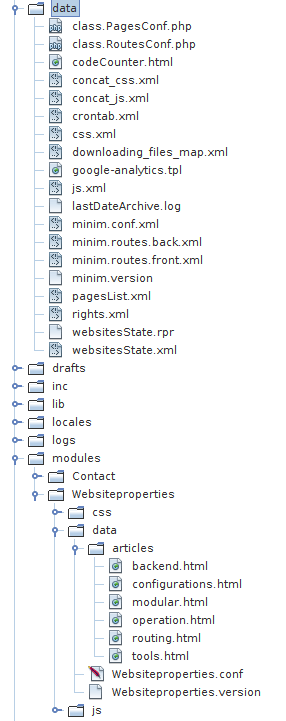 data
class.PagesConf.php
class.RoutesConf.php
codeCounter.html
concat_css.xml
concat_js.xml
crontab.xml
css.xml
downloading_files_map.xml
google-analytics.tpl
js.xml
lastDateArchive.log
minim.conf.xml
minim.routes.back.xml
minim.routes.front.xml
minim.version
pagesList.xml
rights.xml
websitesState.rpr
websitesState.xml
drafts
inc
lib
locales
logs
modules
Contact
Websiteproperties
css
data
articles
backend.html
configurations.html
modular.html
operation.html
routing.html
tools.html
Websiteproperties.conf
Websiteproperties.version
js